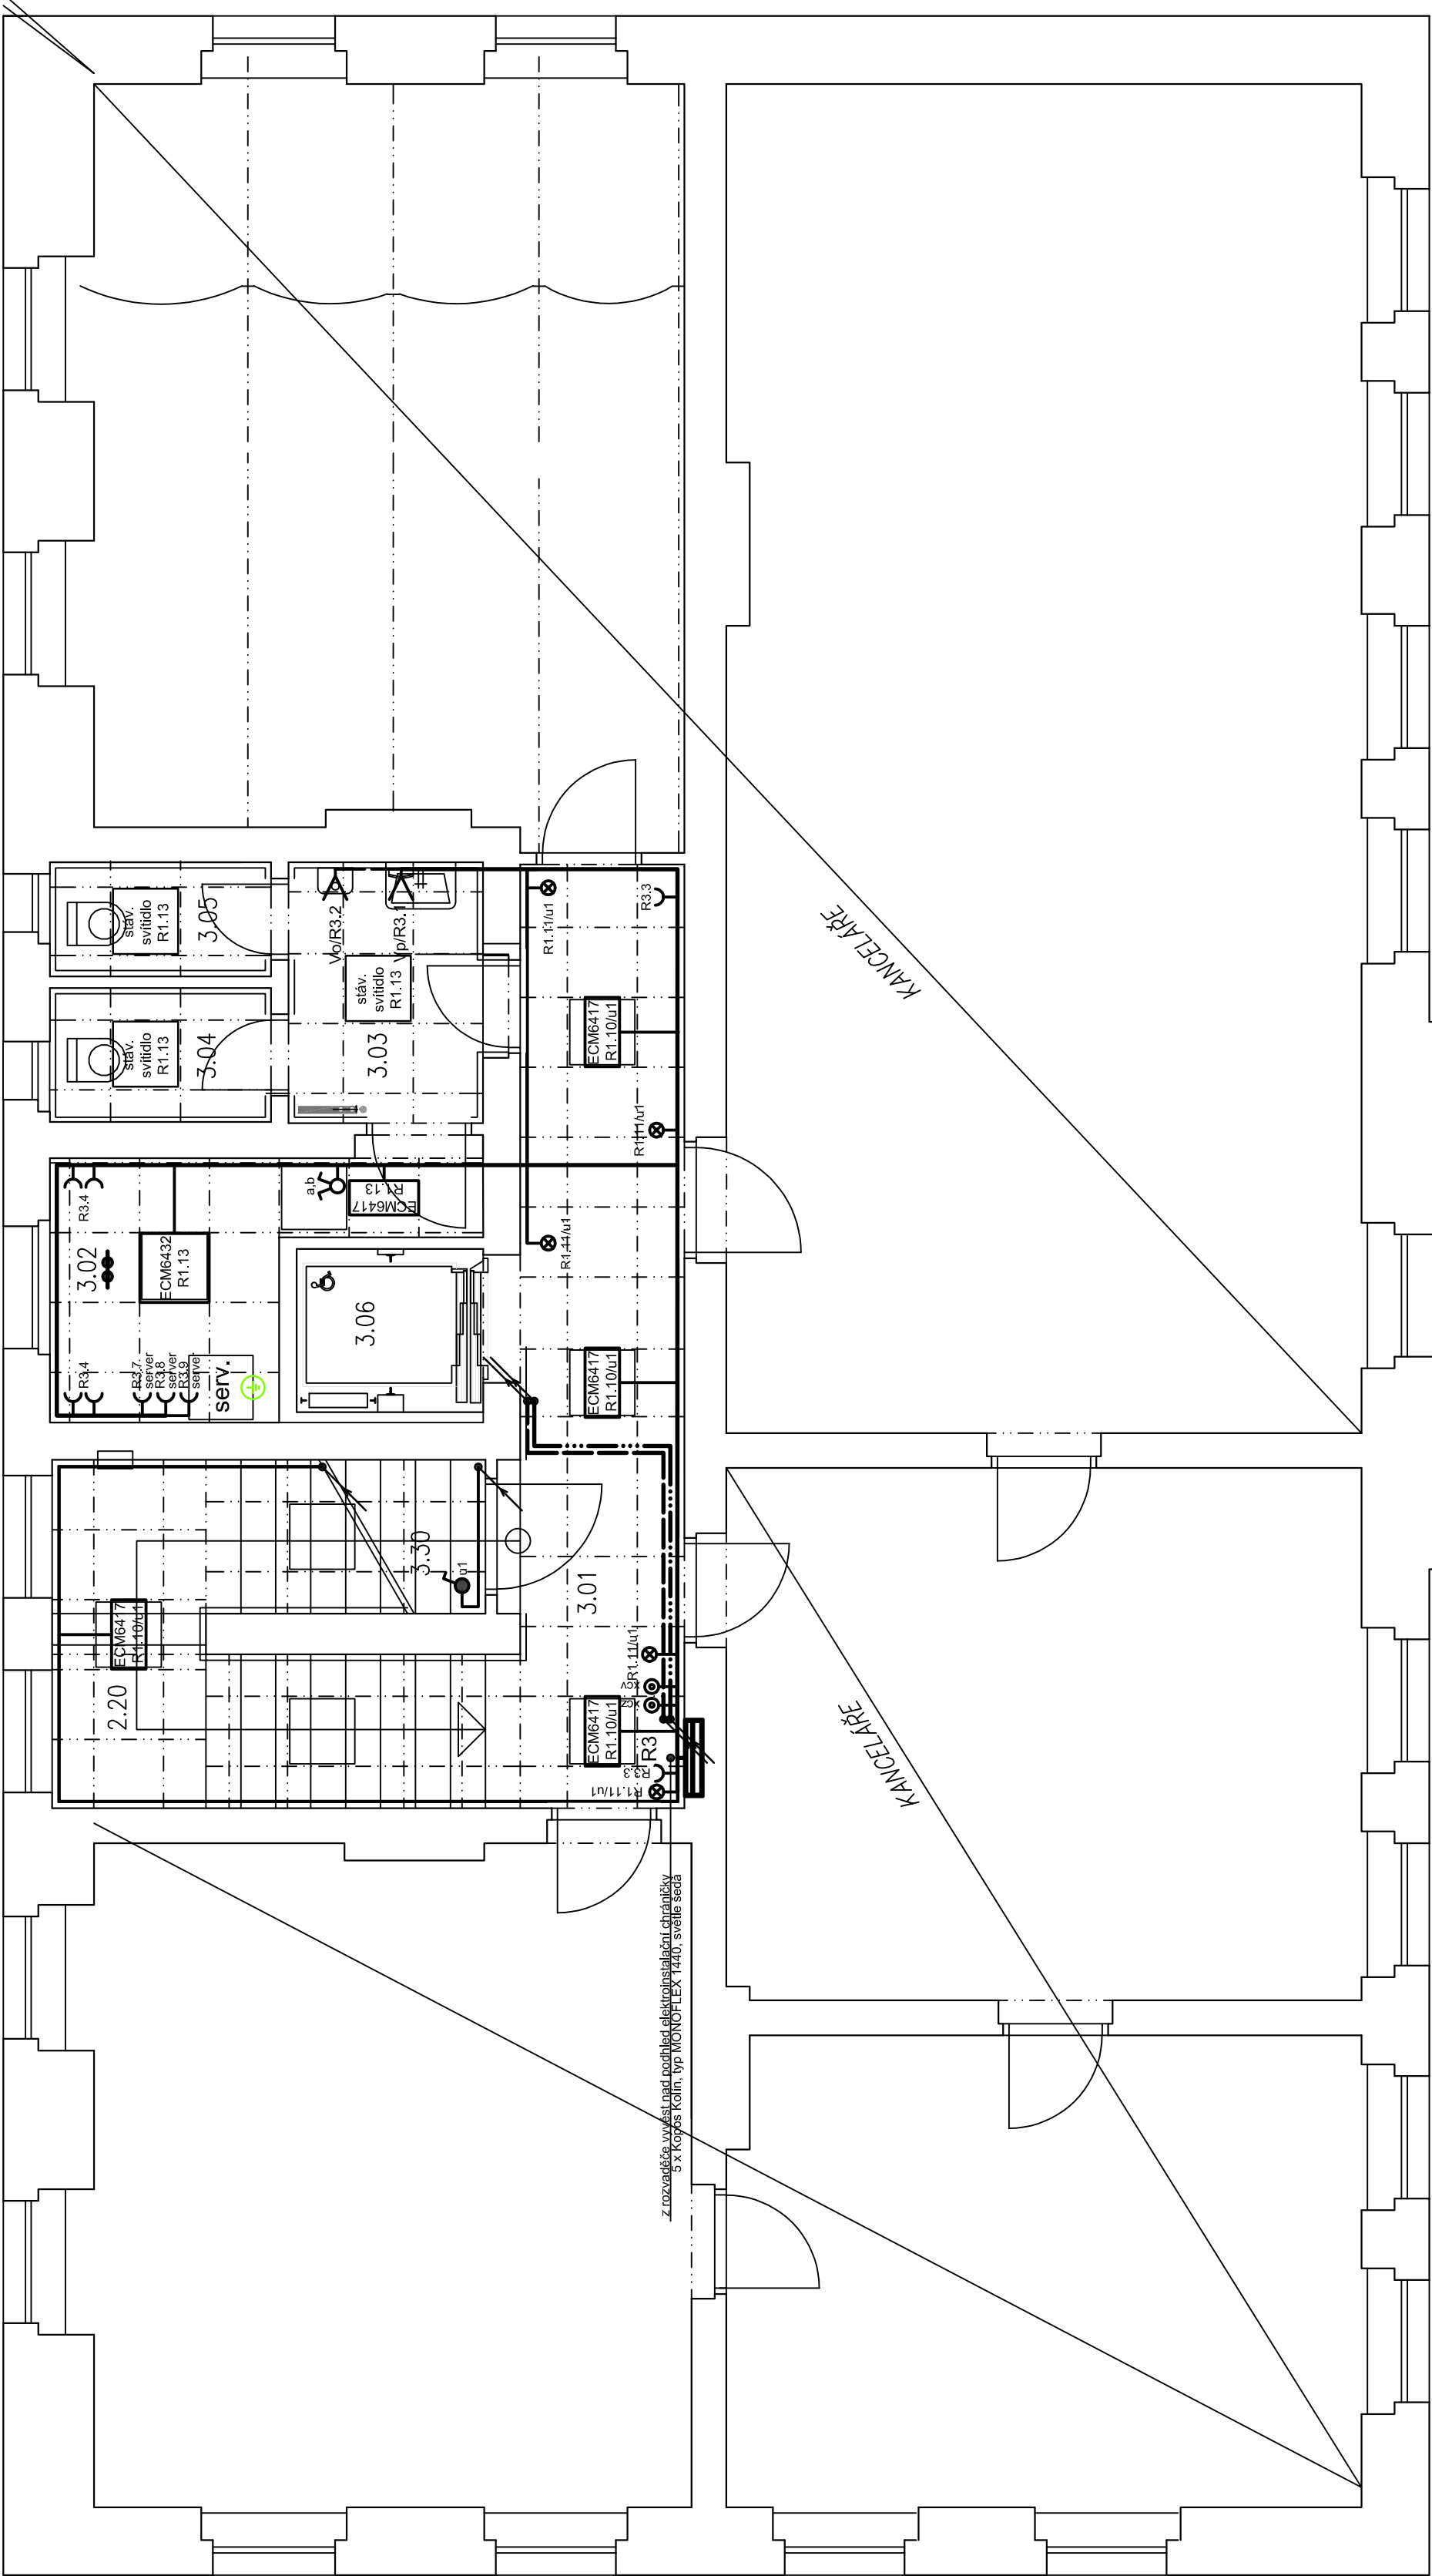 stáv.
svítidlo
R1.13
3.05
Vo/R3.2
Vp/R3.1
R1.11/u1
R3.3
KANCELÁŘE
stáv.
svítidlo
R1.13
3.04
stáv.
svítidlo
R1.13
3.03
ECM6417
R1.10/u1
R1.11/u1
R3.4
a,b
ECM6417
R1.13
3.02
ECM6432
R1.13
R1.11/u1
3.06
R3.4
R3.7
server
R3.8
server
R3.9
server
serv.
ECM6417
R1.10/u1
3.30
u1
3.01
ECM6417
R1.10/u1
2.20
R1.11/u1
xcv
xcz
ECM6417
R1.10/u1
R3
R3.3
R1.11/u1
KANCELÁŘE
z rozvaděče vyvést nad podhled elektroinstalační chráničky
5 x Kopos Kolín, typ MONOFLEX 1440, světle šedá